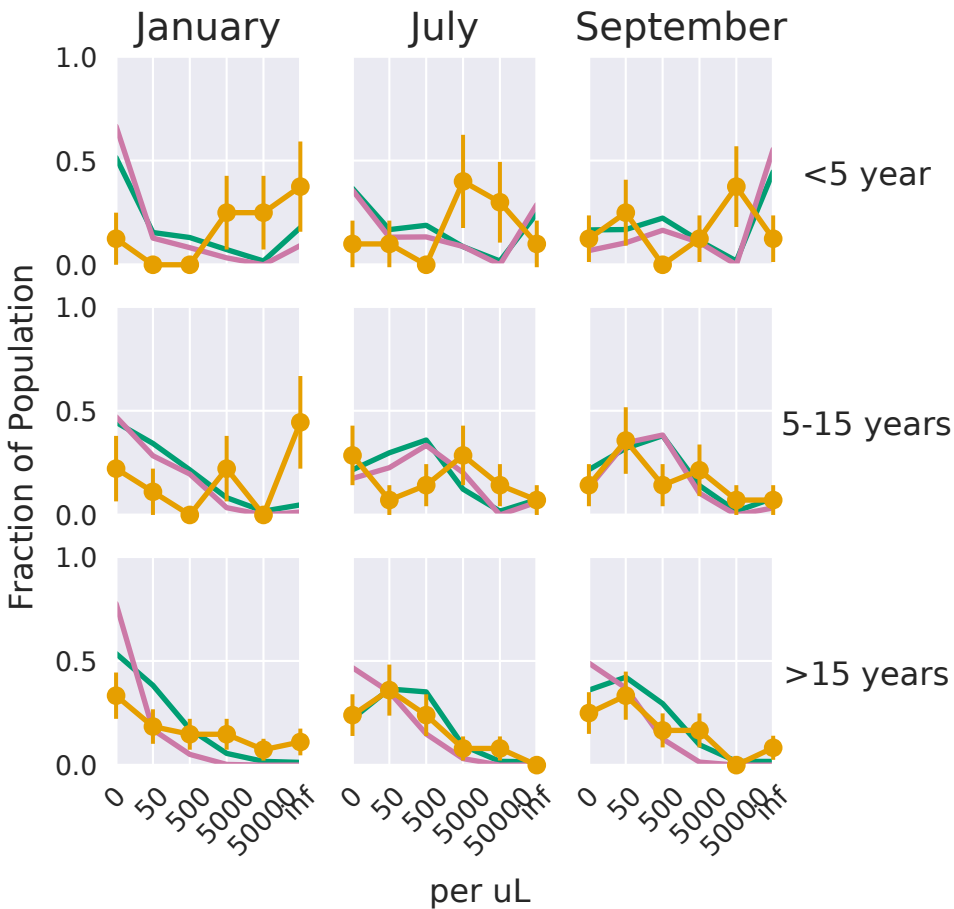 January July September
1.0
0.5
0.0
<5 year
1.0
0.5
0.0
5-15 years
1.0
0.5
0.0
>15 years
Fraction of Population
0 50 500 5000 50000 inf 0 50 500 5000 50000 inf 0 50 500 5000 50000 inf
per uL